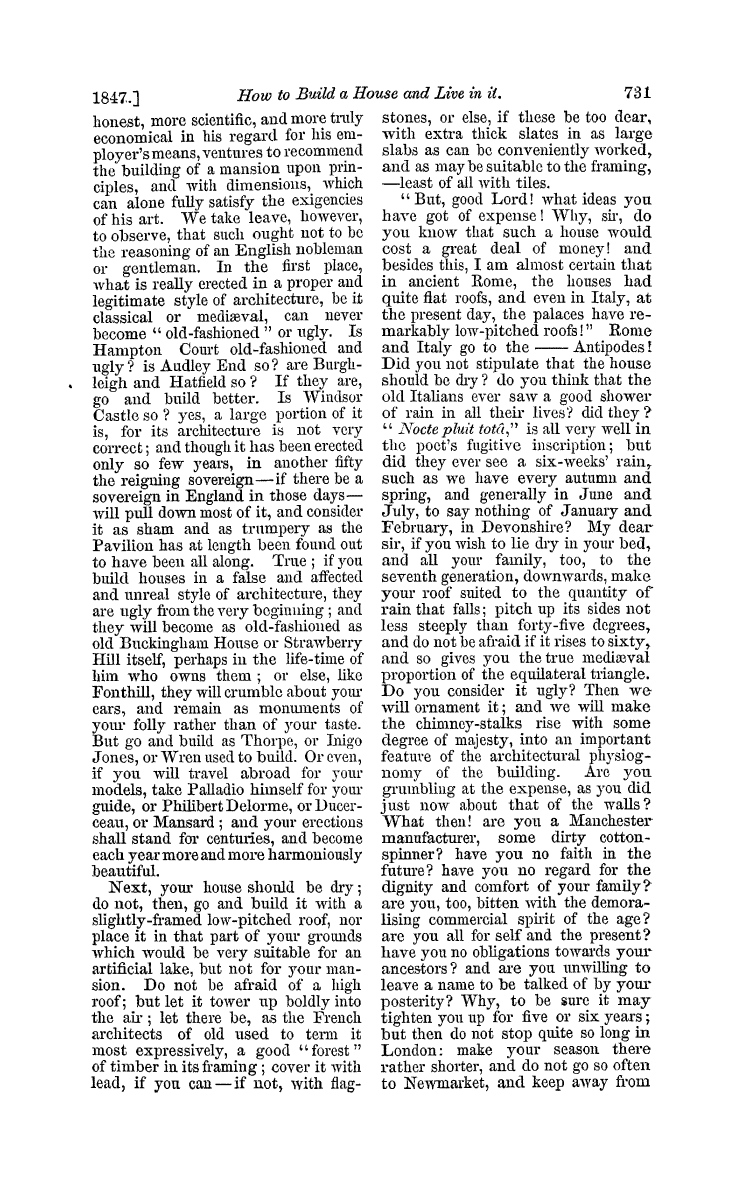 1847.] How to Build a House and Live in it. 731
honest, more scientific, and more truly
economical in his regard for his em-
ployer's means, ventures to recommend
the building of a mansion upon prin-
ciples, and with dimensions, which
can alone fully satisfy the exigencies
of his art. We take leave, however,
to observe, that such ought not to be
the reasoning of an English nobleman
or gentleman. In the first place,
what is really erected in a proper and
legitimate style of architecture, be it
classical or mediæval, can never
become " old-fashioned " or ugly. Is
Hampton Court old-fashioned and
ugly ? is Audley End so ? are Burgh-
leigh and Hatfield so ? If they are,
go and build better. Is Windsor
Castle so ? yes, a large portion of it
is, for its architecture is not very
correct ; and though it has been erected
only so few years, in another fifty
the reigning sovereign—if there be a
sovereign in England in those days—
will pull down most of it, and consider
it as sham and as trumpery as the
Pavilion has at length been found out
to have been all along. True ; if you
build houses in a false and affected
and unreal style of architecture, they
are ugly from the very beginning ; and
they will become as old-fashioned as
old Buckingham House or Strawberry
Hill itself, perhaps in the life-time of
him who owns them ; or else, like
Fonthill, they will crumble about your
ears, and remain as monuments of
your folly rather than of your taste.
But go and build as Thorpe, or Inigo
Jones, or Wren used to build. Or even,
if you will travel abroad for your
models, take Palladio himself for your
guide, or Philibert Delorme, or Ducer-
ceau, or Mansard ; and your erections
shall stand for centuries, and become
each year more and more harmoniously
beautiful.
Next, your house should be dry ;
do not, then, go and build it with a
slightly-framed low-pitched roof, nor
place it in that part of your grounds
which would be very suitable for an
artificial lake, but not for your man-
sion. Do not be afraid of a high
roof; but let it tower up boldly into
the air ; let there be, as the French
architects of old used to term it
most expressively, a good "forest"
of timber in its framing ; cover it with
lead, if you can—if not, with flag-
stones, or else, if these be too dear,
with extra thick slates in as large
slabs as can be conveniently worked,
and as may be suitable to the framing,
—least of all with tiles.
" But, good Lord ! what ideas you
have got of expense ! Why, sir, do
you know that such a house would
cost a great deal of money ! and
besides this, I am almost certain that
in ancient Rome, the houses had
quite flat roofs, and even in Italy, at
the present day, the palaces have re-
markably low-pitched roofs !" Rome
and Italy go to the —— Antipodes !
Did you not stipulate that the house
should be dry ? do you think that the
old Italians ever saw a good shower
of rain in all their lives ? did they ?
" Nocte pluit totâ," is all very well in
the poet's fugitive inscription ; but
did they ever see a six-weeks' rain,
such as we have every autumn and
spring, and generally in June and
July, to say nothing of January and
February, in Devonshire ? My dear
sir, if you wish to lie dry in your bed,
and all your family, too, to the
seventh generation, downwards, make
your roof suited to the quantity of
rain that falls; pitch up its sides not
less steeply than forty-five degrees,
and do not be afraid if it rises to sixty,
and so gives you the true mediæval
proportion of the equilateral triangle.
Do you consider it ugly? Then we
will ornament it ; and we will make
the chimney-stalks rise with some
degree of majesty, into an important
feature of the architectural physiog-
nomy of the building. Are you
grumbling at the expense, as you did
just now about that of the walls ?
What then! are you a Manchester
manufacturer, some dirty cotton-
spinner? have you no faith in the
future? have you no regard for the
dignity and comfort of your family?
are you, too, bitten with the demora-
lising commercial spirit of the age ?
are you all for self and the present?
have you no obligations towards your
ancestors? and are you unwilling to
leave a name to be talked of by your
posterity? Why, to be sure it may
tighten you up for five or six years ;
but then do not stop quite so long in
London: make your season there
rather shorter, and do not go so often
to Newmarket, and keep away from